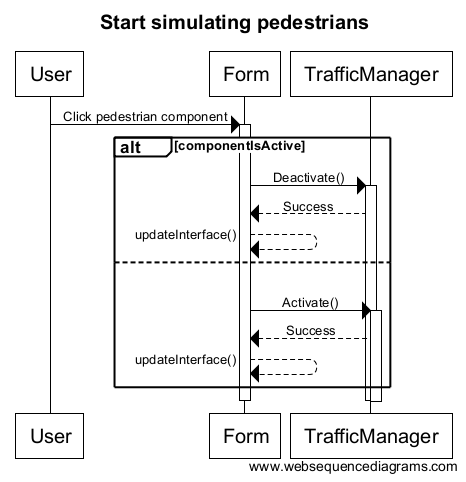 Start simulating pedestrians
User
Form
TrafficManager
Click pedestrian component
alt
[componentIsActive]
Deactivate()
Success
updateInterface()
Activate()
Success
updateInterface()
User
Form
TrafficManager
www.websequencediagrams.com